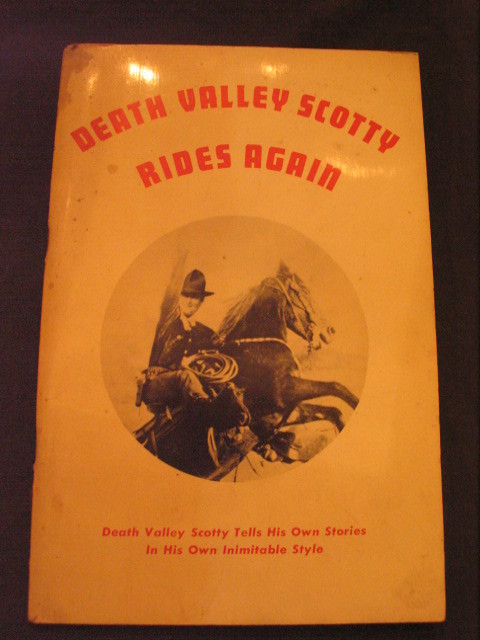 DEATH VALLEY SCOTTY
RIDES AGAIN
Death Valley Scotty Tells His Own Stories
In His Own Inimitable Style